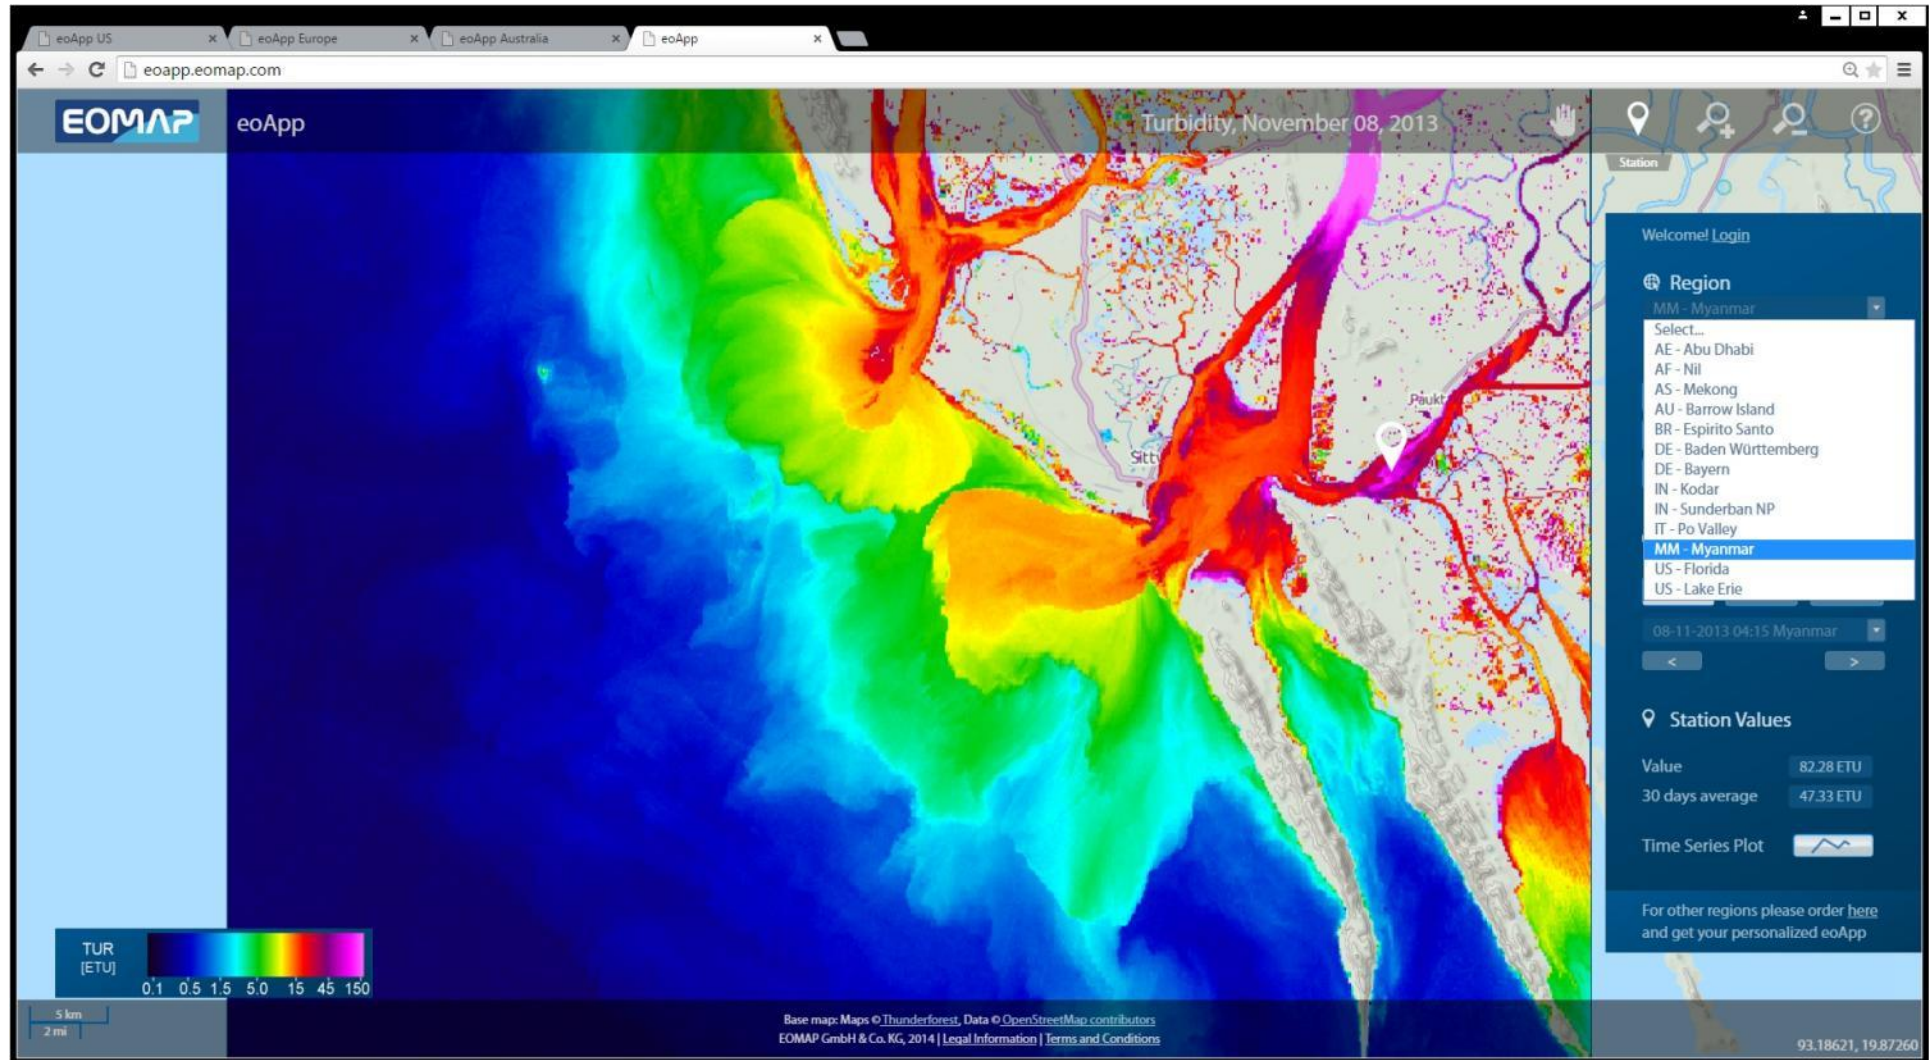 eoApp US
eoApp Europe
eoApp Australia
eoApp
eoapp.eomap.com
EOMAP
eoApp
Turbidity, November 08, 2013
Station
Welcome! Login
Region
MM - Myanmar
Select...
AE - Abu Dhabi
AF - Nil
AS - Mekong
AU - Barrow Island
BR - Espirito Santo
DE - Baden Württemberg
DE - Bayern
IN - Kodar
IN - Sunderban NP
IT - Po Valley
MM - Myanmar
US - Florida
US - Lake Erie
08-11-2013 04:15 Myanmar
< >
Paukt
Sitt
Station Values
Value 82.28 ETU
30 days average 47.33 ETU
Time Series Plot
For other regions please order here
and get your personalized eoApp
TUR
[ETU]
0.1 0.5 1.5 5.0 15 45 150
5 km
2 mi
Base map: Maps © Thunderforest, Data © OpenStreetMap contributors
EOMAP GmbH & Co. KG, 2014 | Legal Information | Terms and Conditions
93.18621, 19.87260